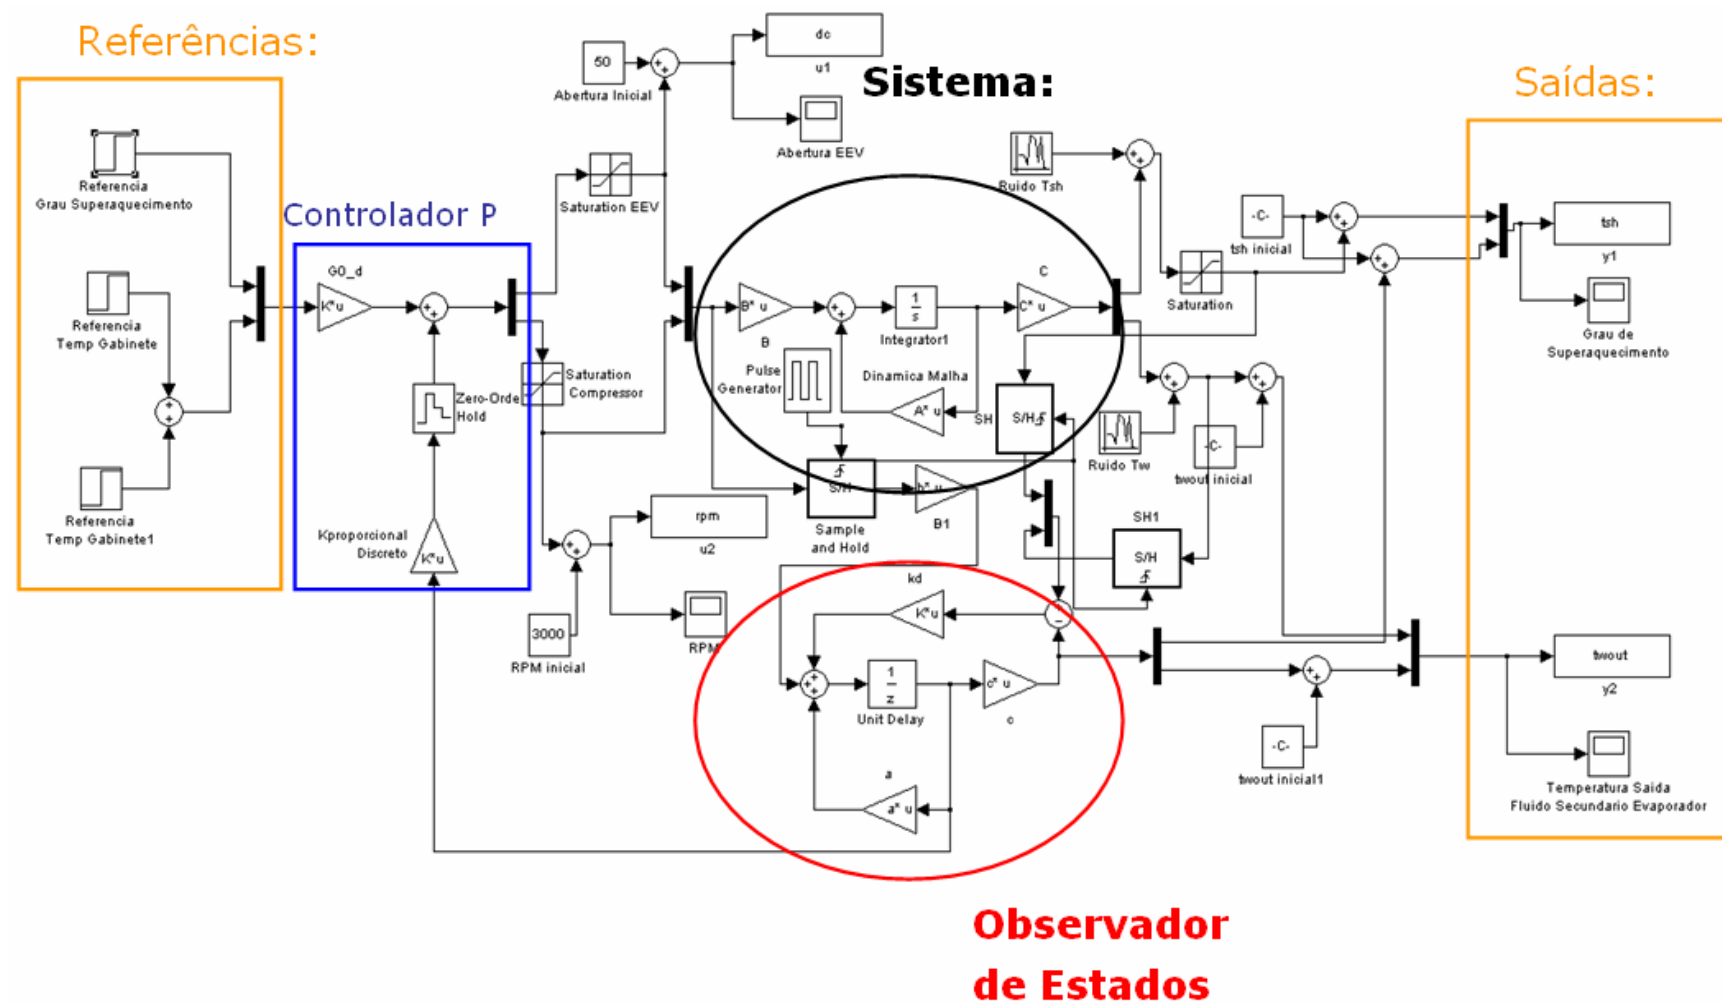 Referências:
Referencia
Grau Superaquecimento
Referencia
Temp Gabinete
Referencia
Temp Gabinete1
Controlador P
G0_d
K*u
Zero-Orde
Hold
Kproporcional
Discreto
K*u
50
Abertura Inicial
dc
u1
Abertura EEV
Saturation EEV
Saturation
Compressor
rpm
u2
3000
RPM inicial
RPM
Sistema:
B* u
B
Pulse
Generator
1
s
Integrator1
Dinamica Malha
A* u
C
C* u
S/H
Sample
and Hold
b* u
B1
SH
S/H
SH1
S/H
Ruido Tsh
Saturation
Ruido Tw
-C-
tsh inicial
-C-
twout inicial
kd
K*u
1
z
Unit Delay
c* u
c
a
a* u
-C-
twout inicial1
Observador
de Estados
Saídas:
tsh
y1
Grau de
Superaquecimento
twout
y2
Temperatura Saida
Fluido Secundario Evaporador